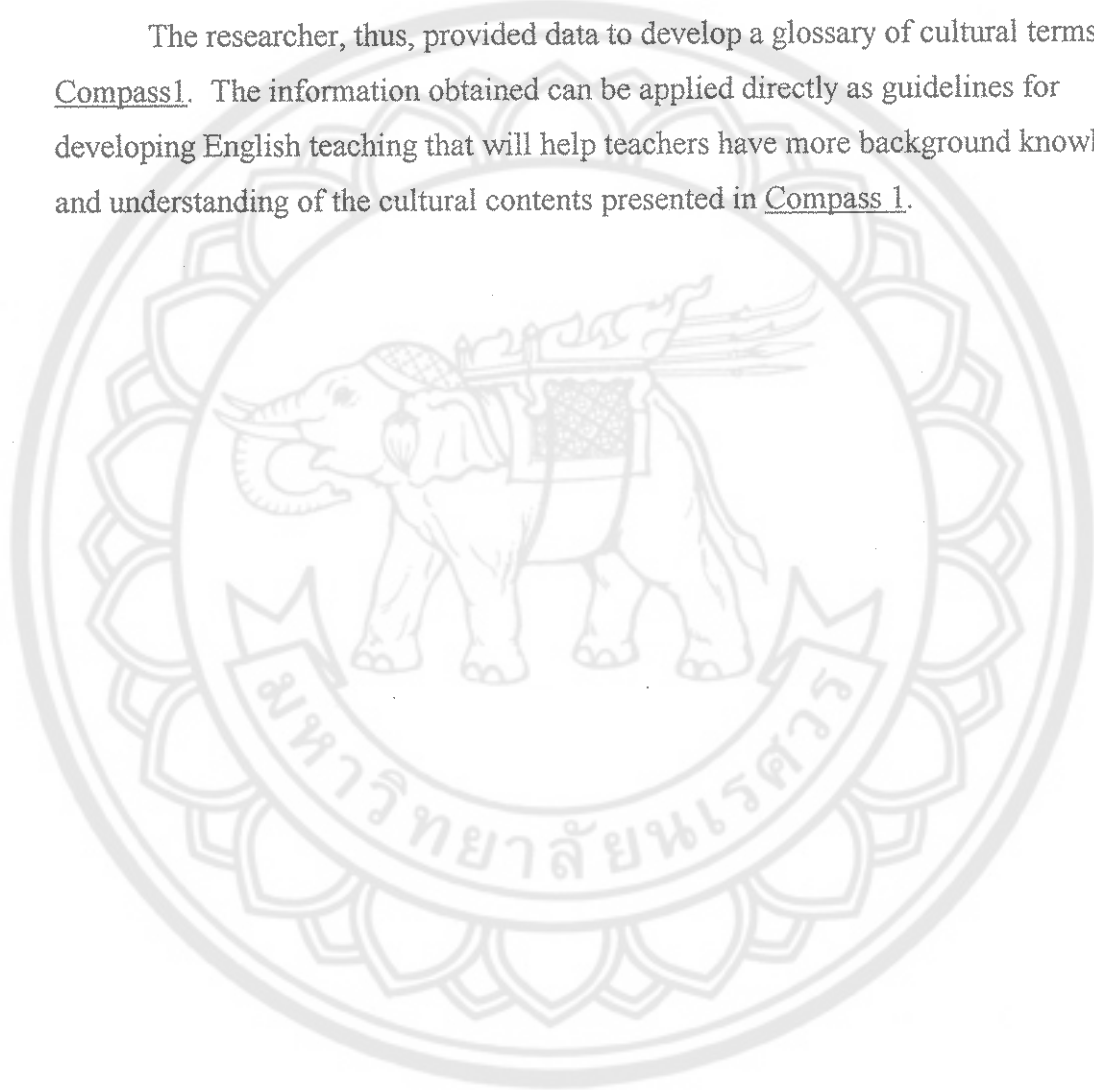 The researcher, thus, provided data to develop a glossary of cultural terms
Compass1. The information obtained can be applied directly as guidelines for
developing English teaching that will help teachers have more background knowl
and understanding of the cultural contents presented in Compass 1.
มหาวิทยาลัยนเรศวร